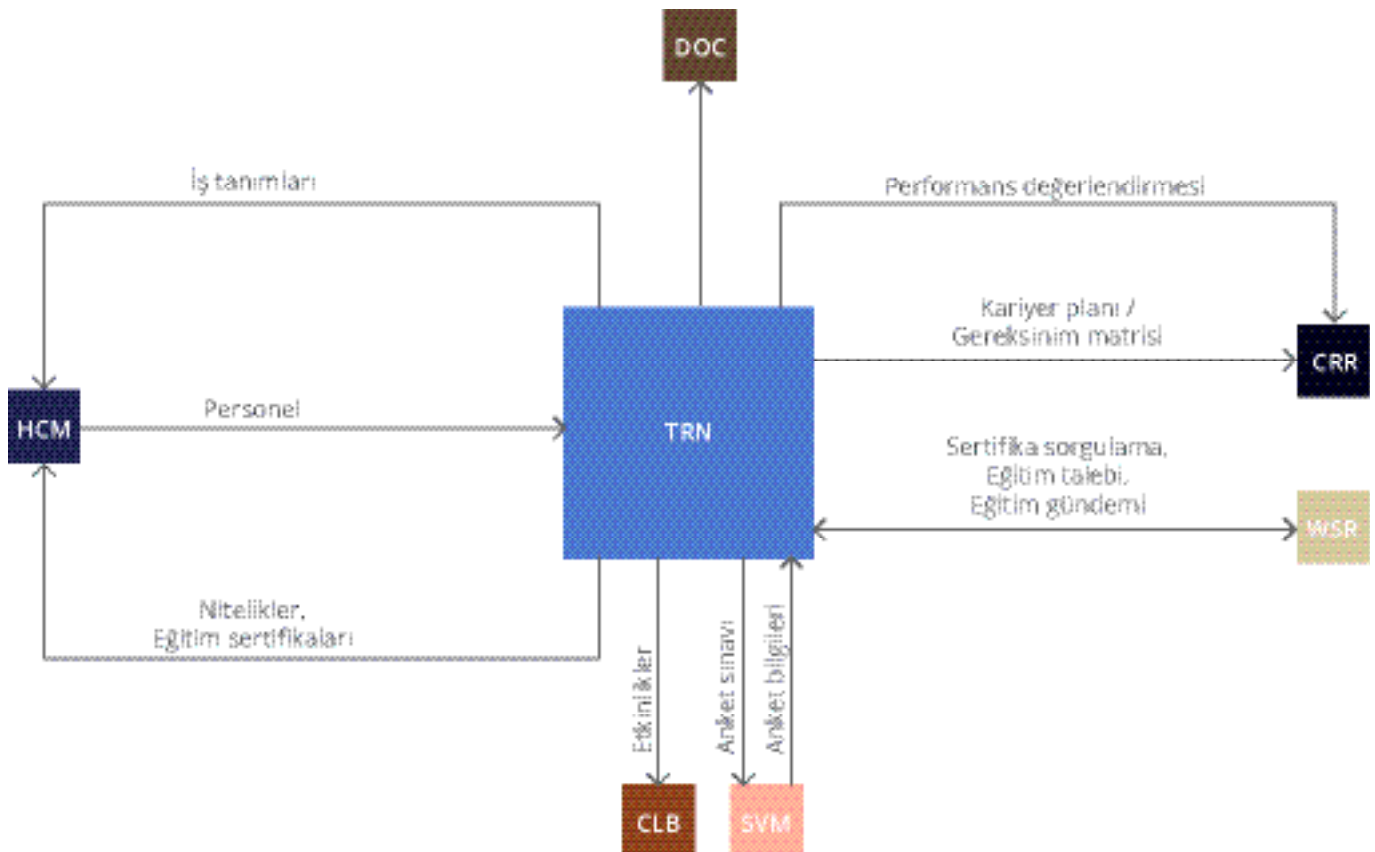 DOC
İş tanımları
Performans değerlendirmesi
Kariyer planı /
Gereksinim matrisi
CRR
HCM
Personel
TRN
Sertifika sorgulama,
Eğitim talebi,
Eğitim gündemi
WSR
Nitelikler,
Eğitim sertifikaları
Etkinlikler
Anket sınavı
Anket bilgileri
CLB
SVM